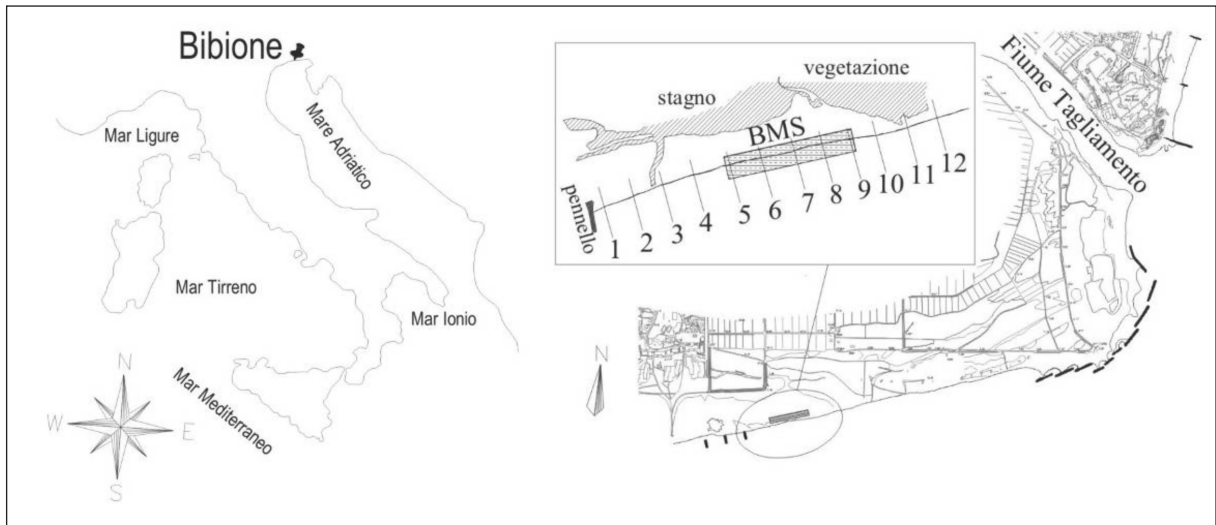 Bibione
Mar Ligure
Mare Adriatico
Mar Tirreno
Mar Ionio
Mar Mediterraneo
N
W
E
S
vegetazione
stagno
BMS
pennello
1
2
3
4
5
6
7
8
9
10
11
12
Fiume Tagliamento
N